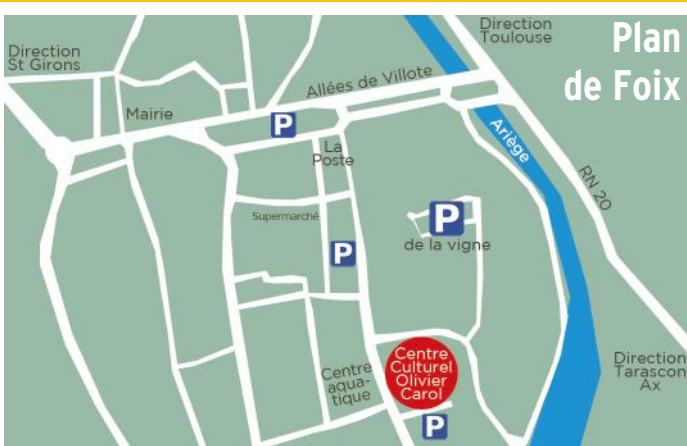 Plan
de Foix
Direction
Toulouse
Direction
St Girons
Allées de Villote
Mairie
P
La
Poste
Ariège
RN 20
Supermarché
P
de la vigne
P
Centre
aqua-
tique
Centre
Culturel
Olivier
Carol
Direction
Tarascon
Ax
P